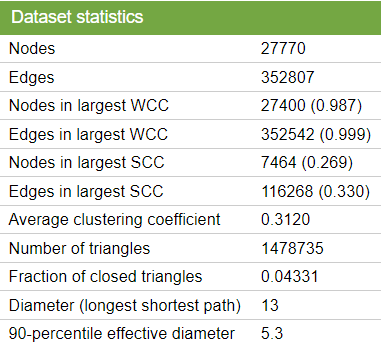 Dataset statistics
Nodes 27770
Edges 352807
Nodes in largest WCC 27400 (0.987)
Edges in largest WCC 352542 (0.999)
Nodes in largest SCC 7464 (0.269)
Edges in largest SCC 116268 (0.330)
Average clustering coefficient 0.3120
Number of triangles 1478735
Fraction of closed triangles 0.04331
Diameter (longest shortest path) 13
90-percentile effective diameter 5.3